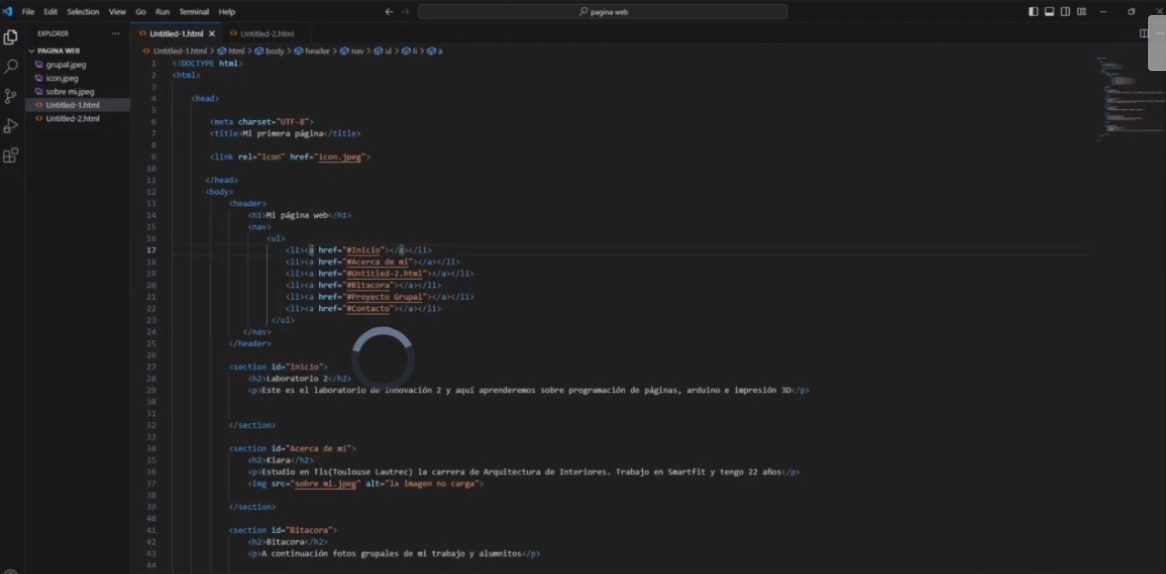 File Edit Selection View Go Run Terminal Help
pagina web
EXPLORER
PAGINA WEB
grupal.jpeg
icon.jpeg
sobre mi.jpeg
Untitled-1.html
Untitled-2.html
Untitled-1.html Untitled-2.html
Untitled-1.html > html > body > header > nav > ul > li > a
1 <!DOCTYPE html>
2 <html>
3
4 <head>
5
6 <meta charset="UTF-8">
7 <title>Mi primera página</title>
8
9 <link rel="icon" href="icon.jpeg">
10
11 </head>
12 <body>
13 <header>
14 <h1>Mi página web</h1>
15 <nav>
16 <ul>
17 <li><a href="#Inicio"></a></li>
18 <li><a href="#Acerca de mi"></a></li>
19 <li><a href="#Untitled-2.html"></a></li>
20 <li><a href="#Bitacora"></a></li>
21 <li><a href="#Proyecto Grupal"></a></li>
22 <li><a href="#Contacto"></a></li>
23 </ul>
24 </nav>
25 </header>
26
27 <section id="Inicio">
28 <h2>Laboratorio 2</h2>
29 <p>Este es el laboratorio de innovación 2 y aquí aprenderemos sobre programación de páginas, arduino e impresión 3D</p>
30
31
32 </section>
33
34 <section id="Acerca de mi">
35 <h2>Kiara</h2>
36 <p>Estudio en Tls(Toulouse Lautrec) la carrera de Arquitectura de Interiores. Trabajo en Smartfit y tengo 22 años</p>
37 <img src="sobre mi.jpeg" alt="la imagen no carga">
38
39 </section>
40
41 <section id="Bitacora">
42 <h2>Bitacora</h2>
43 <p>A continuación fotos grupales de mi trabajo y alumnitos</p>
44